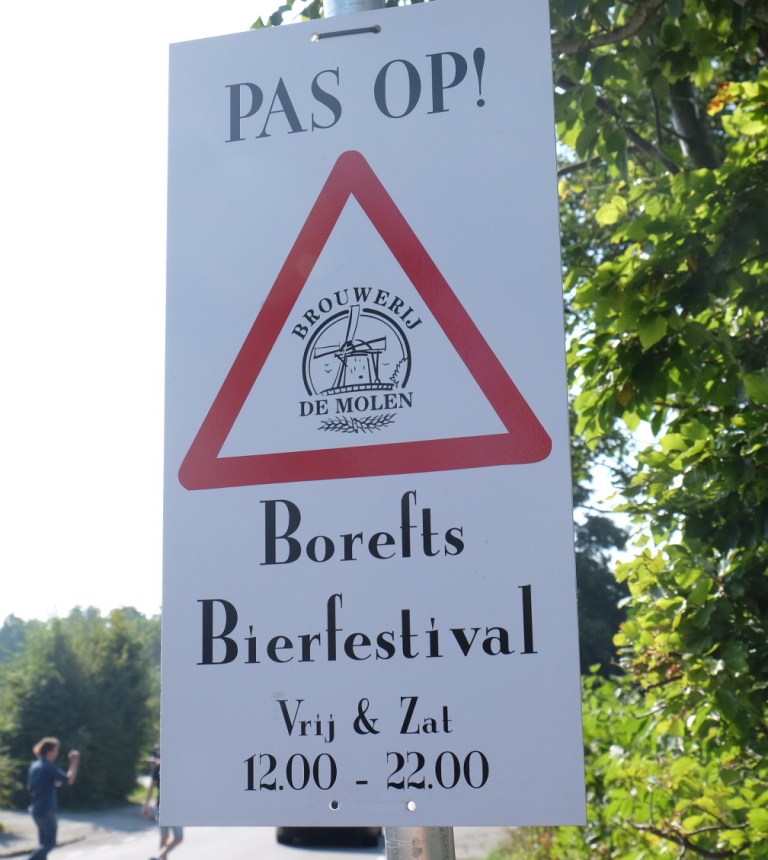 PAS OP!
BROUWERIJ
DE MOLEN
Borefts
Bierfestival
Vrij & Zat
12.00 - 22.00